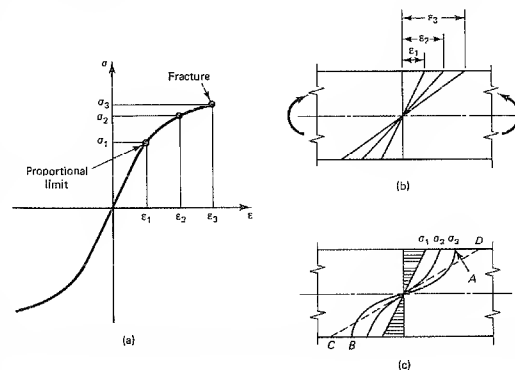 σ
Fracture
σ₃
σ₂
σ₁
Proportional
limit
ε₁ ε₂ ε₃ ε
(a)
ε₃
ε₂
ε₁
(b)
σ₁ σ₂ σ₃ D
A
C B
(c)